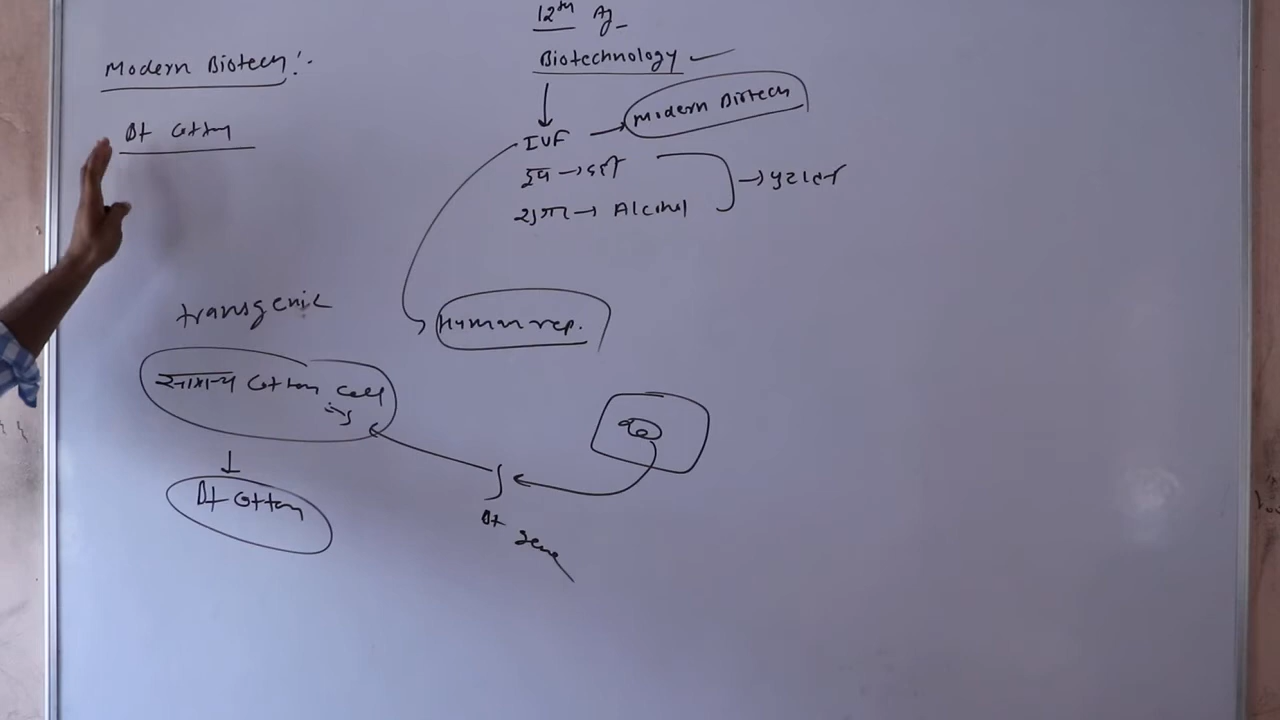 12th Ag
Biotechnology
Modern Biotech:-
Bt Cotton
IVF → Modern Biotech
दूध → दही
→ पुरातन
→ Alcohol
transgenic
Human rep.
सामान्य Cotton cell
Bt Cotton
Bt gene